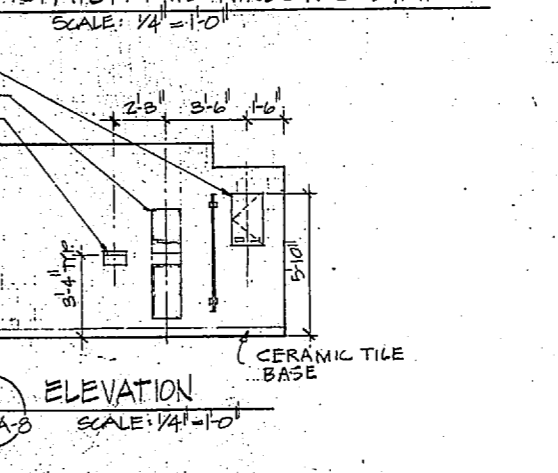 SCALE: 1/4" = 1'-0"
2'-8" 3'-6" 1'-6"
3'-4" TYP.
5'-10"
CERAMIC TILE
BASE
ELEVATION
A-8 SCALE: 1/4" = 1'-0"